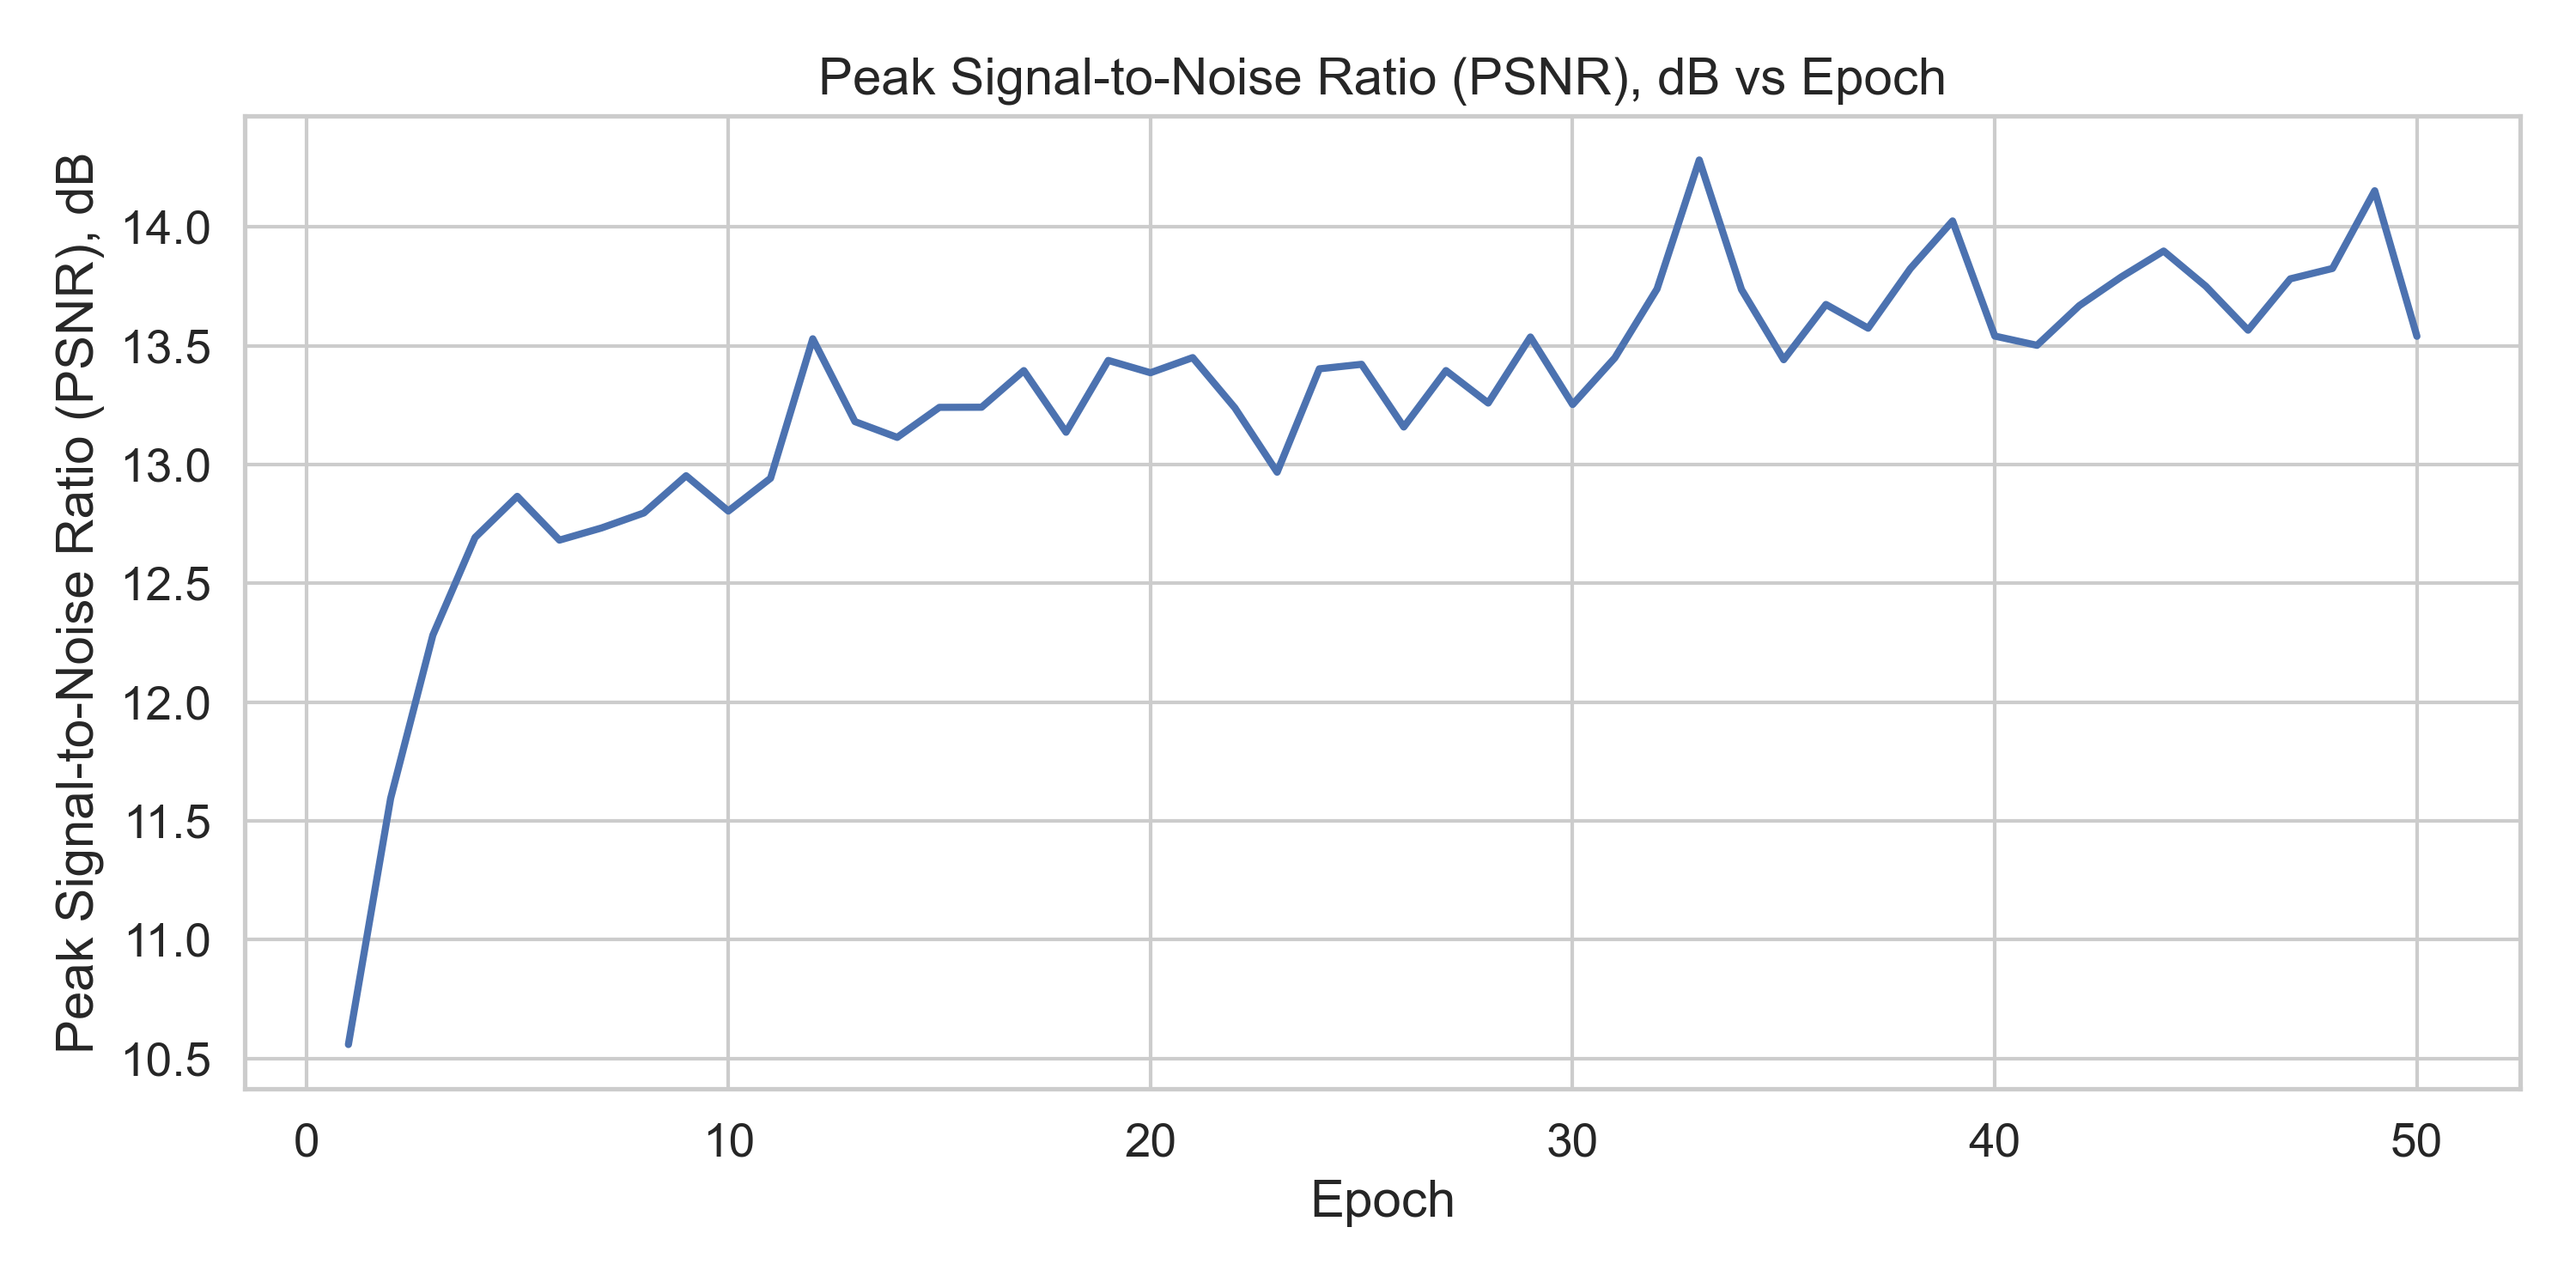 Peak Signal-to-Noise Ratio (PSNR), dB vs Epoch
Peak Signal-to-Noise Ratio (PSNR), dB
14.0
13.5
13.0
12.5
12.0
11.5
11.0
10.5
0 10 20 30 40 50
Epoch